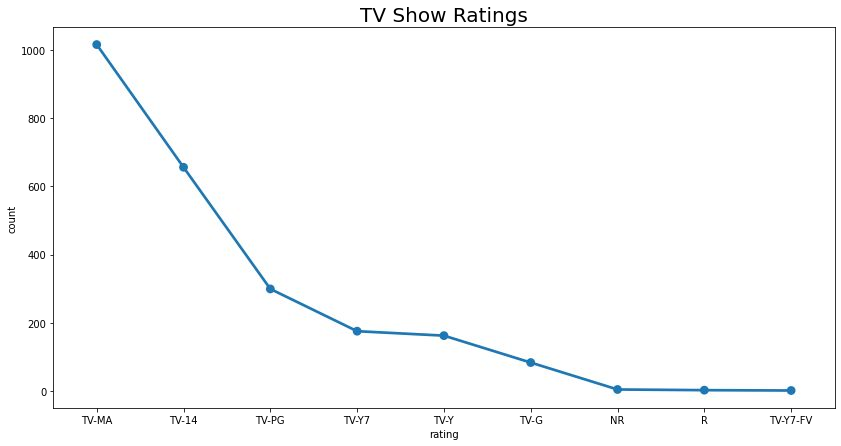 TV Show Ratings
1000
800
600
400
200
0
count
TV-MA TV-14 TV-PG TV-Y7 TV-Y TV-G NR R TV-Y7-FV
rating